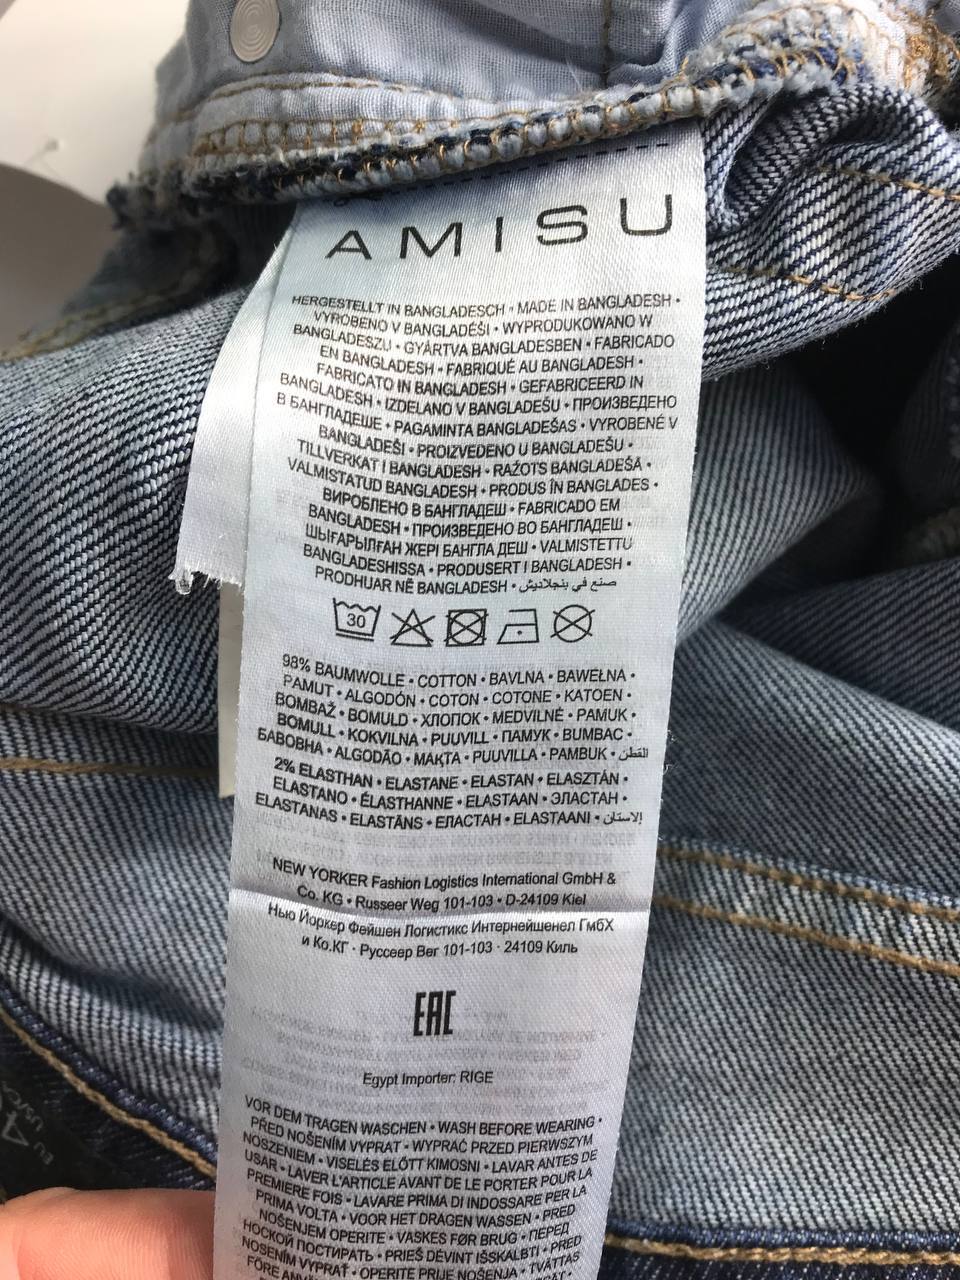 AMISU
HERGESTELLT IN BANGLADESCH • MADE IN BANGLADESH •
VYROBENO V BANGLADÉŠI • WYPRODUKOWANO W
BANGLADESZU • GYÁRTVA BANGLADESBEN • FABRICADO
EN BANGLADESH • FABRIQUÉ AU BANGLADESH •
FABRICATO IN BANGLADESH • GEFABRICEERD IN
BANGLADESH • IZDELANO V BANGLADEŠU • ПРОИЗВЕДЕНО
В БАНГЛАДЕШЕ • PAGAMINTA BANGLADEŠAS • VYROBENÉ V
BANGLADEŠI • PROIZVEDENO U BANGLADEŠU •
TILLVERKAT I BANGLADESH • RAŽOTS BANGLADEŠĀ •
VALMISTATUD BANGLADESH • PRODUS ÎN BANGLADES •
ВИРОБЛЕНО В БАНГЛАДЕШ • FABRICADO EM
BANGLADESH • ПРОИЗВЕДЕНО ВО БАНГЛАДЕШ •
ШЫҒАРЫЛҒАН ЖЕРІ БАНГЛА ДЕШ • VALMISTETTU
BANGLADESHISSA • PRODUSERT I BANGLADESH •
PRODHUAR NË BANGLADESH • صنع في بنجلاديش
30
98% BAUMWOLLE • COTTON • BAVLNA • BAWEŁNA •
PAMUT • ALGODÓN • COTON • COTONE • KATOEN •
BOMBAŽ • BOMULD • ХЛОПОК • MEDVILNĖ • PAMUK •
BOMULL • KOKVILNA • PUUVILL • ПАМУК • BUMBAC •
БАВОВНА • ALGODÃO • МАҚТА • PUUVILLA • PAMBUK • القطن
2% ELASTHAN • ELASTANE • ELASTAN • ELASZTÁN •
ELASTANO • ÉLASTHANNE • ELASTAAN • ЭЛАСТАН •
ELASTANAS • ELASTĀNS • ЕЛАСТАН • ELASTAANI • الاستان
NEW YORKER Fashion Logistics International GmbH &
Co. KG • Russeer Weg 101-103 • D-24109 Kiel
Нью Йоркер Фейшен Логистикс Интернейшенел ГмбХ
и Ко.КГ · Руссеер Вег 101-103 · 24109 Киль
EAC
Egypt Importer: RIGE
VOR DEM TRAGEN WASCHEN • WASH BEFORE WEARING •
PŘED NOŠENÍM VYPRAT • WYPRAĆ PRZED PIERWSZYM
NOSZENIEM • VISELÉS ELŐTT KIMOSNI • LAVAR ANTES DE
USAR • LAVER L'ARTICLE AVANT DE LE PORTER POUR LA
PREMIERE FOIS • LAVARE PRIMA DI INDOSSARE PER LA
PRIMA VOLTA • VOOR HET DRAGEN WASSEN • PRED
NOŠENJEM OPERITE • VASKES FØR BRUG • ПЕРЕД
НОСКОЙ ПОСТИРАТЬ • PRIEŠ DĖVINT IŠSKALBTI • PRED
NOSENÍM VYPRAŤ • OPERITE PRIJE NOŠENJA • TVÄTTAS
EU